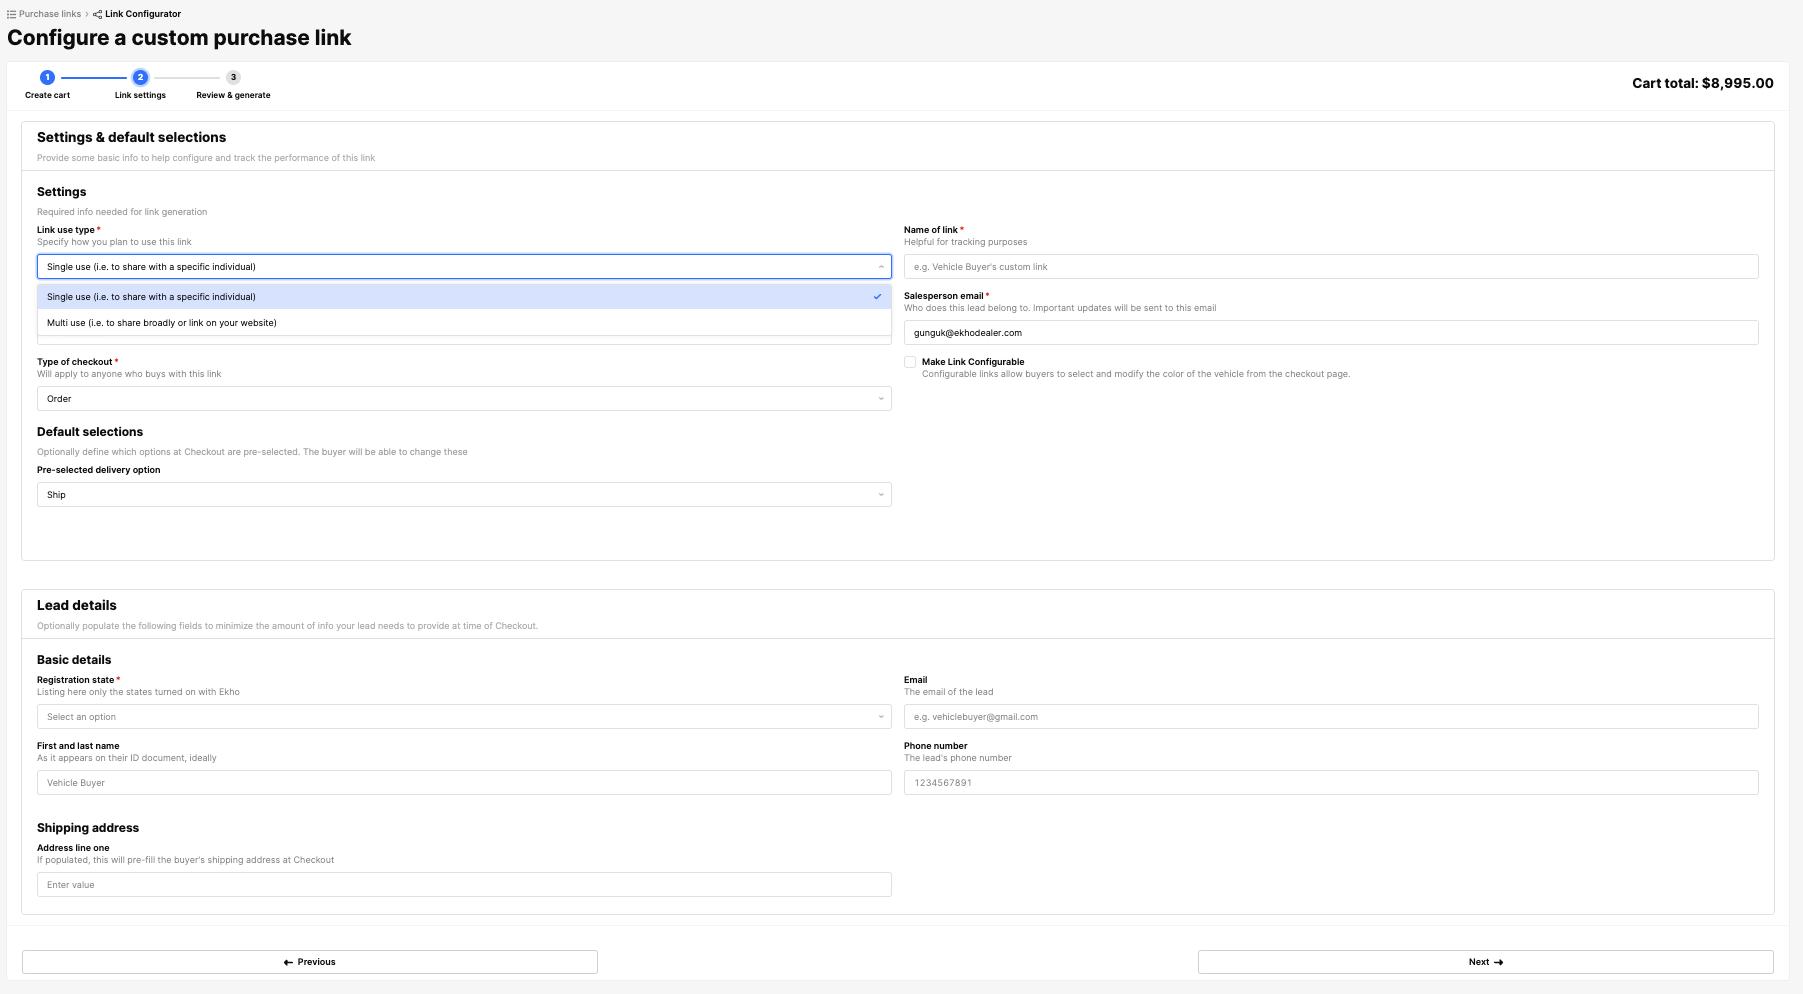 Purchase links › Link Configurator
Configure a custom purchase link
1 2 3
Create cart Link settings Review & generate
Cart total: $8,995.00
Settings & default selections
Provide some basic info to help configure and track the performance of this link
Settings
Required info needed for link generation
Link use type *
Specify how you plan to use this link
Single use (i.e. to share with a specific individual)
Single use (i.e. to share with a specific individual)
Multi use (i.e. to share broadly or link on your website)
Name of link *
Helpful for tracking purposes
e.g. Vehicle Buyer's custom link
Salesperson email *
Who does this lead belong to. Important updates will be sent to this email
gunguk@ekhodealer.com
Type of checkout *
Will apply to anyone who buys with this link
Order
Make Link Configurable
Configurable links allow buyers to select and modify the color of the vehicle from the checkout page.
Default selections
Optionally define which options at Checkout are pre-selected. The buyer will be able to change these
Pre-selected delivery option
Ship
Lead details
Optionally populate the following fields to minimize the amount of info your lead needs to provide at time of Checkout.
Basic details
Registration state *
Listing here only the states turned on with Ekho
Select an option
Email
The email of the lead
e.g. vehiclebuyer@gmail.com
First and last name
As it appears on their ID document, ideally
Vehicle Buyer
Phone number
The lead's phone number
1234567891
Shipping address
Address line one
If populated, this will pre-fill the buyer's shipping address at Checkout
Enter value
← Previous
Next →